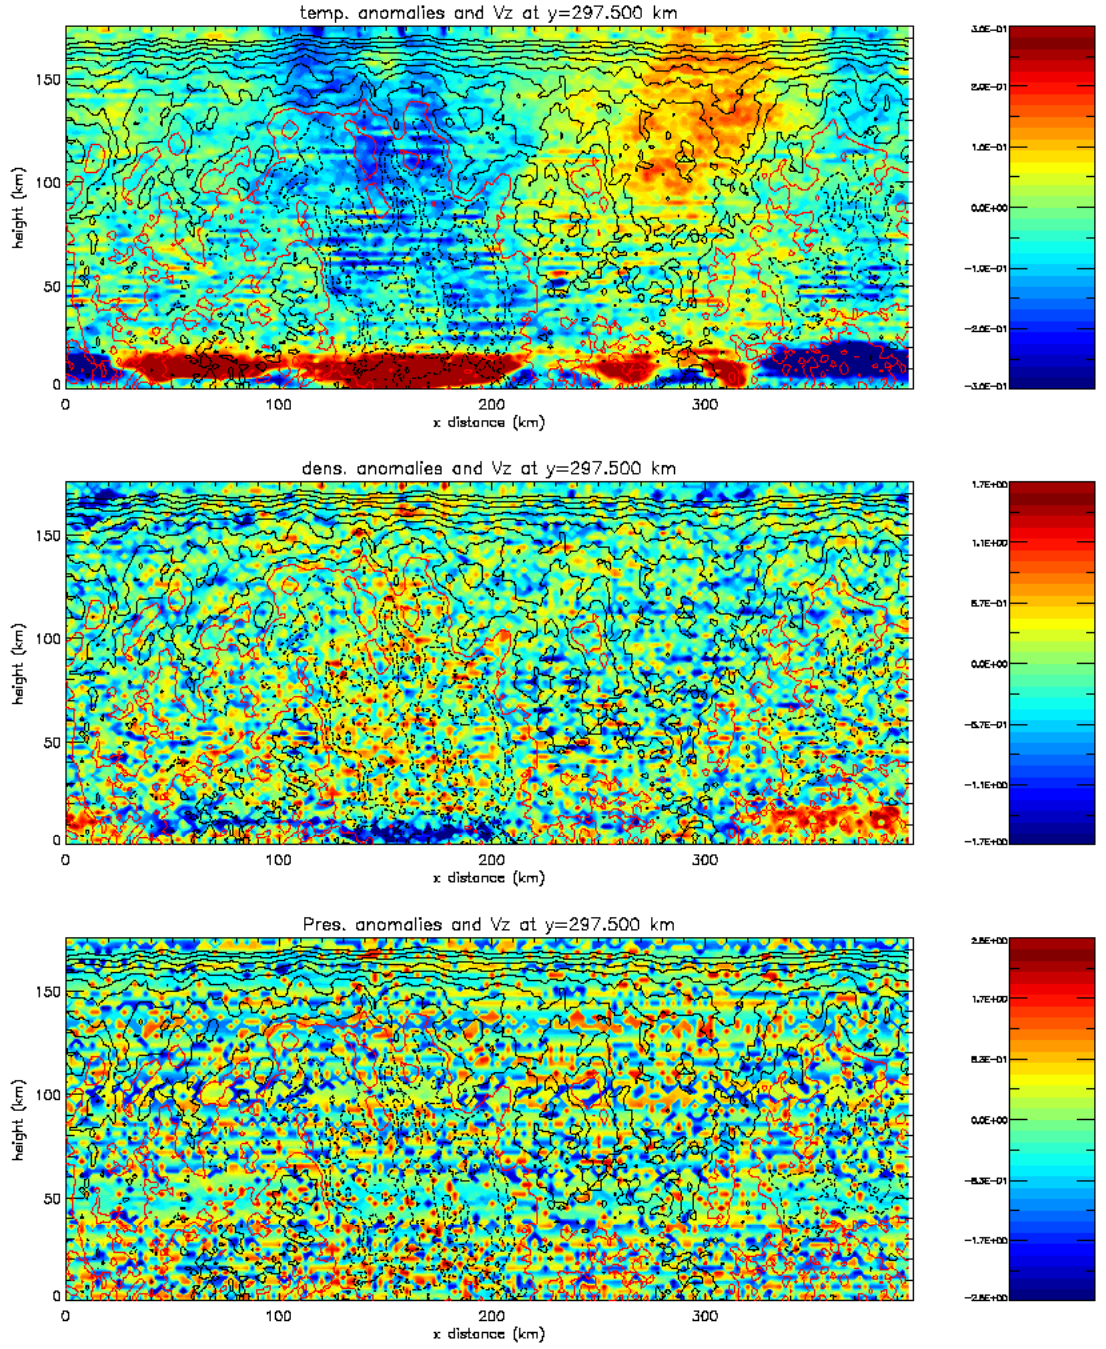 temp. anomalies and Vz at y=297.500 km
3.0E-01
2.0E-01
1.0E-01
0.0E+00
-1.0E-01
-2.0E-01
-3.0E-01
150
100
50
0
height (km)
0 100 200 300
x distance (km)
dens. anomalies and Vz at y=297.500 km
1.7E+00
1.1E+00
5.7E-01
0.0E+00
-5.7E-01
-1.1E+00
-1.7E+00
150
100
50
0
height (km)
0 100 200 300
x distance (km)
Pres. anomalies and Vz at y=297.500 km
1.7E+00
8.3E-01
0.0E+00
-8.3E-01
-1.7E+00
150
100
50
0
height (km)
0 100 200 300
x distance (km)